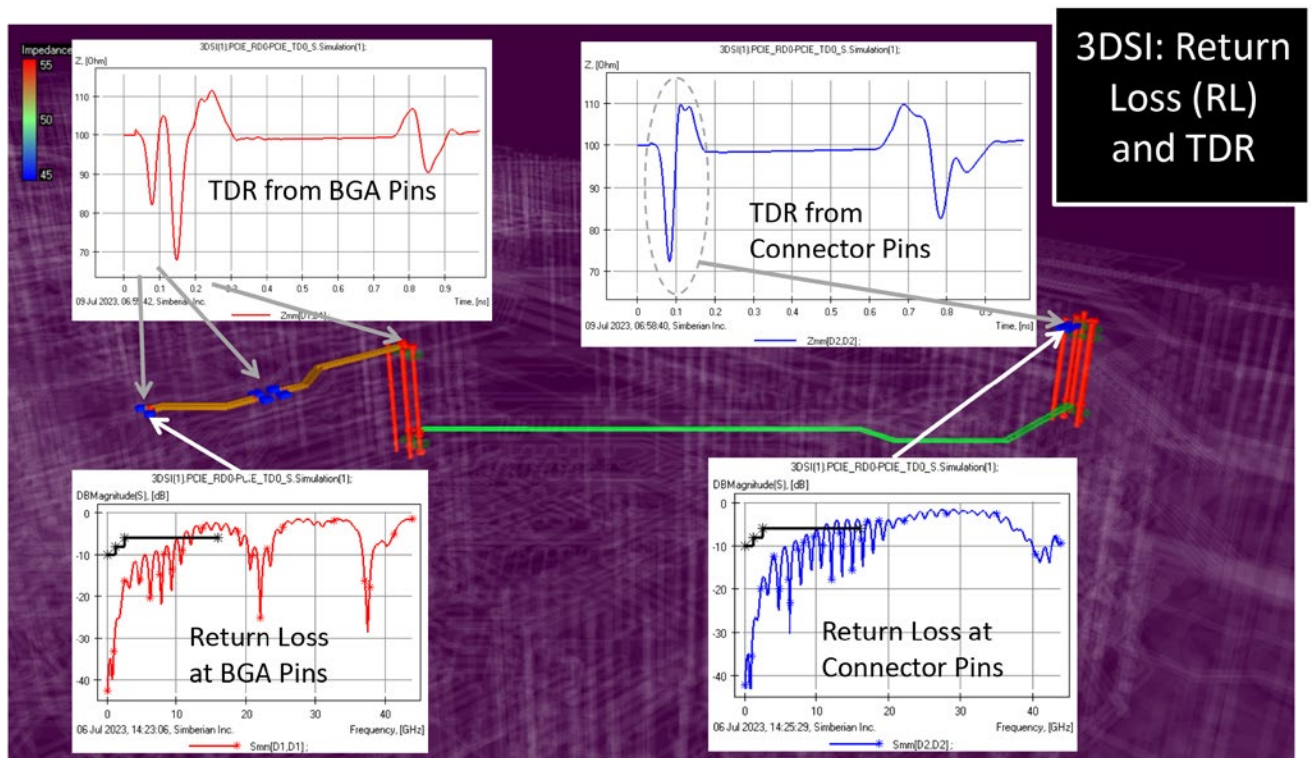 3DSI: Return
Loss (RL)
and TDR
Impedance
55
50
45
3DSI(1).PCIE_RD0-PCIE_TD0_S.Simulation(1);
Z, [Ohm]
110
100
90
80
70
TDR from BGA Pins
0 0.1 0.2 0.3 0.4 0.5 0.6 0.7 0.8 0.9
Time, [ns]
09 Jul 2023, 06:55:42, Simberian Inc.
Zmm[D1,D1];
3DSI(1).PCIE_RD0-PCIE_TD0_S.Simulation(1);
Z, [Ohm]
110
100
90
80
70
TDR from
Connector Pins
0 0.1 0.2 0.3 0.4 0.5 0.6 0.7 0.8 0.9
Time, [ns]
09 Jul 2023, 06:58:40, Simberian Inc.
Zmm[D2,D2];
3DSI(1).PCIE_RD0-PCIE_TD0_S.Simulation(1);
DBMagnitude(S), [dB]
0
-10
-20
-30
-40
Return Loss
at BGA Pins
0 10 20 30 40
06 Jul 2023, 14:23:06, Simberian Inc.
Frequency, [GHz]
Smm[D1,D1];
3DSI(1).PCIE_RD0-PCIE_TD0_S.Simulation(1);
DBMagnitude(S), [dB]
0
-10
-20
-30
-40
Return Loss at
Connector Pins
0 10 20 30 40
06 Jul 2023, 14:25:29, Simberian Inc.
Frequency, [GHz]
Smm[D2,D2];